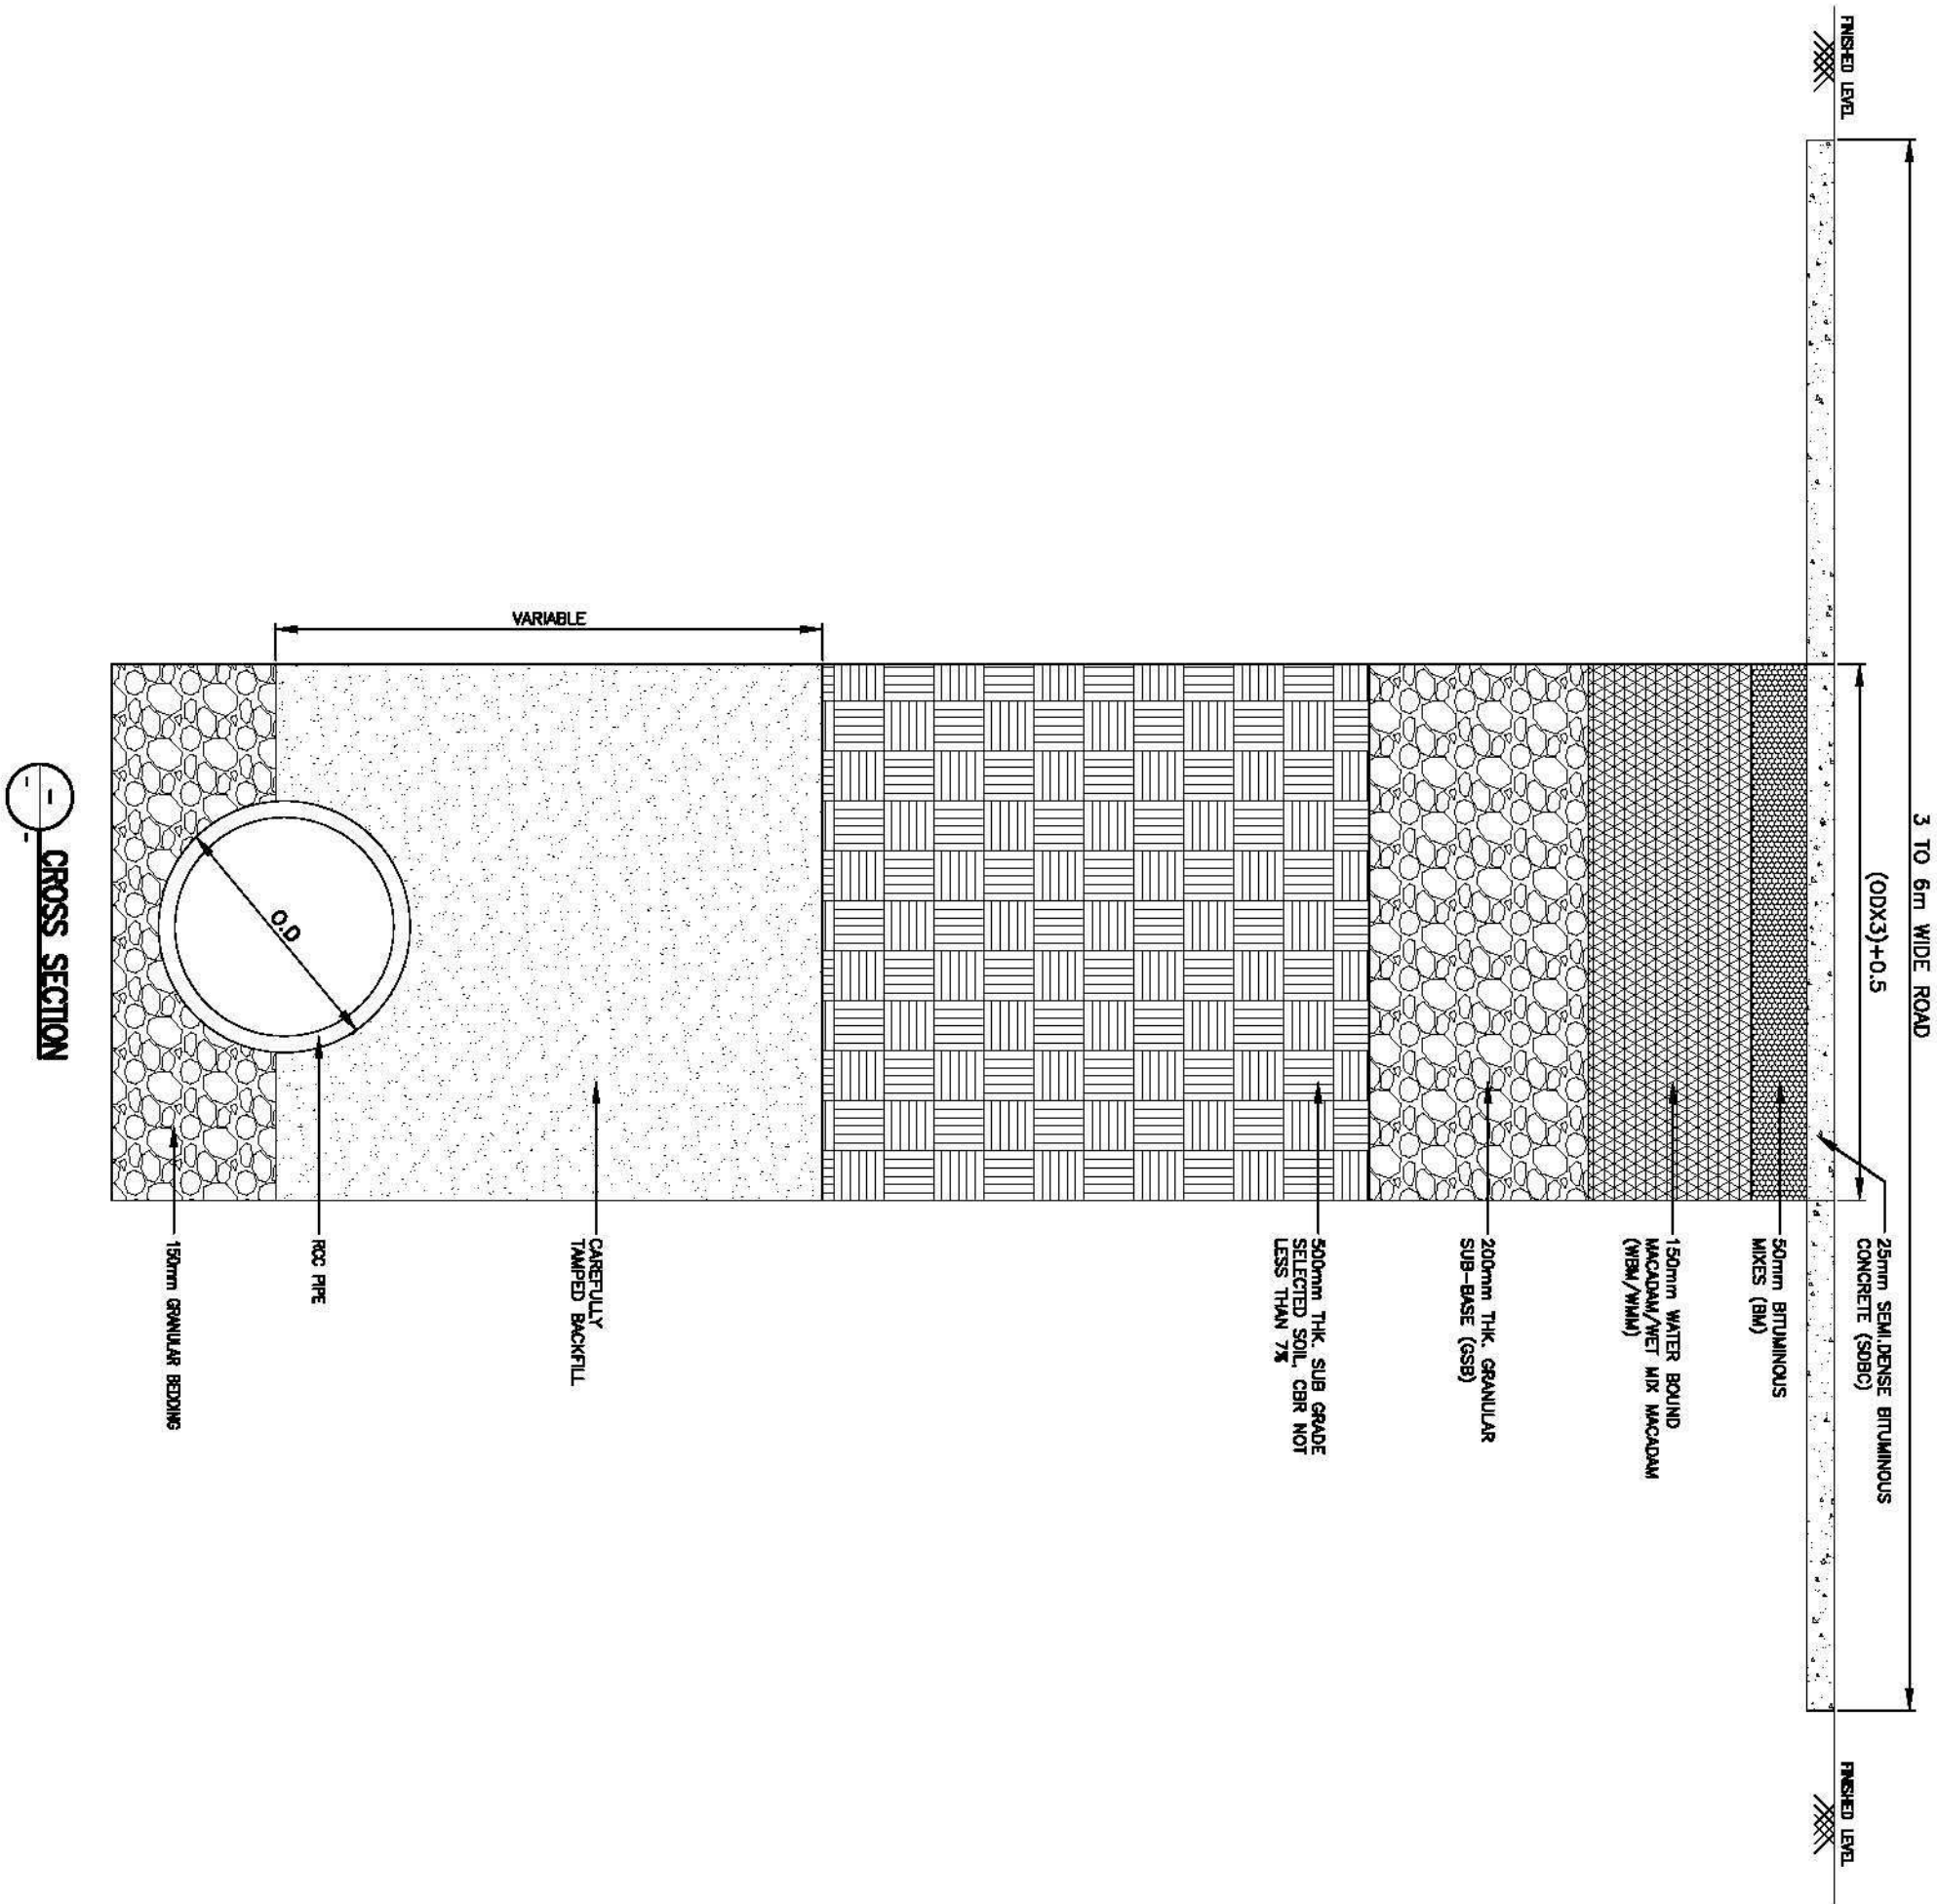 3 TO 6m WIDE ROAD
(ODX3)+0.5
FINISHED LEVEL
FINISHED LEVEL
25mm SEMI.DENSE BITUMINOUS
CONCRETE (SDBC)
50mm BITUMINOUS
MIXES (BM)
150mm WATER BOUND
MACADAM/WET MIX MACADAM
(WBM/WMM)
200mm THK. GRANULAR
SUB-BASE (GSB)
500mm THK. SUB GRADE
SELECTED SOIL, CBR NOT
LESS THAN 7%
VARIABLE
CAREFULLY
TAMPED BACKFILL
O.D
RCC PIPE
150mm GRANULAR BEDDING
CROSS SECTION